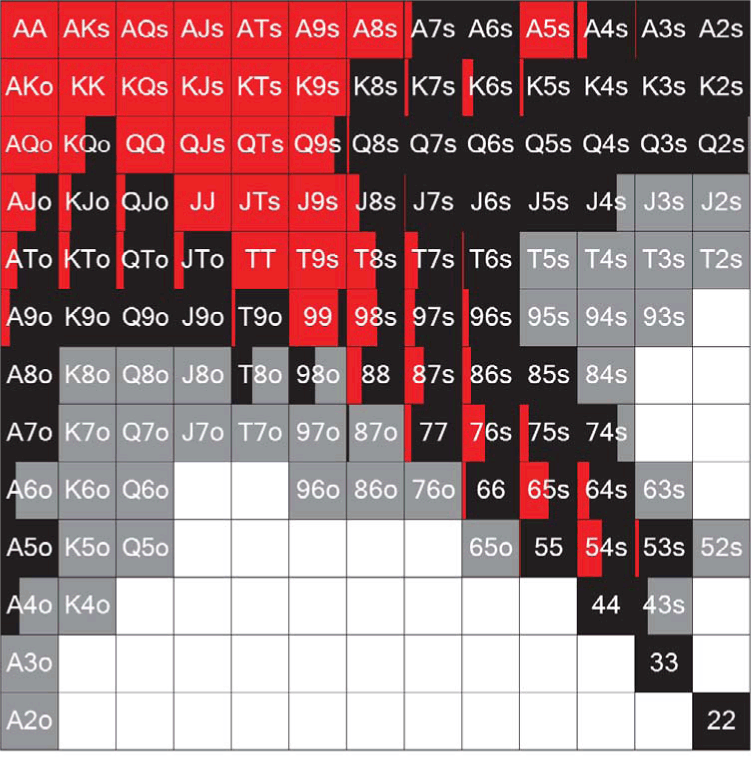 AA AKs AQs AJs ATs A9s A8s A7s A6s A5s A4s A3s A2s
AKo KK KQs KJs KTs K9s K8s K7s K6s K5s K4s K3s K2s
AQo KQo QQ QJs QTs Q9s Q8s Q7s Q6s Q5s Q4s Q3s Q2s
AJo KJo QJo JJ JTs J9s J8s J7s J6s J5s J4s J3s J2s
ATo KTo QTo JTo TT T9s T8s T7s T6s T5s T4s T3s T2s
A9o K9o Q9o J9o T9o 99 98s 97s 96s 95s 94s 93s
A8o K8o Q8o J8o T8o 98o 88 87s 86s 85s 84s
A7o K7o Q7o J7o T7o 97o 87o 77 76s 75s 74s
A6o K6o Q6o 96o 86o 76o 66 65s 64s 63s
A5o K5o Q5o 65o 55 54s 53s 52s
A4o K4o 44 43s
A3o 33
A2o 22